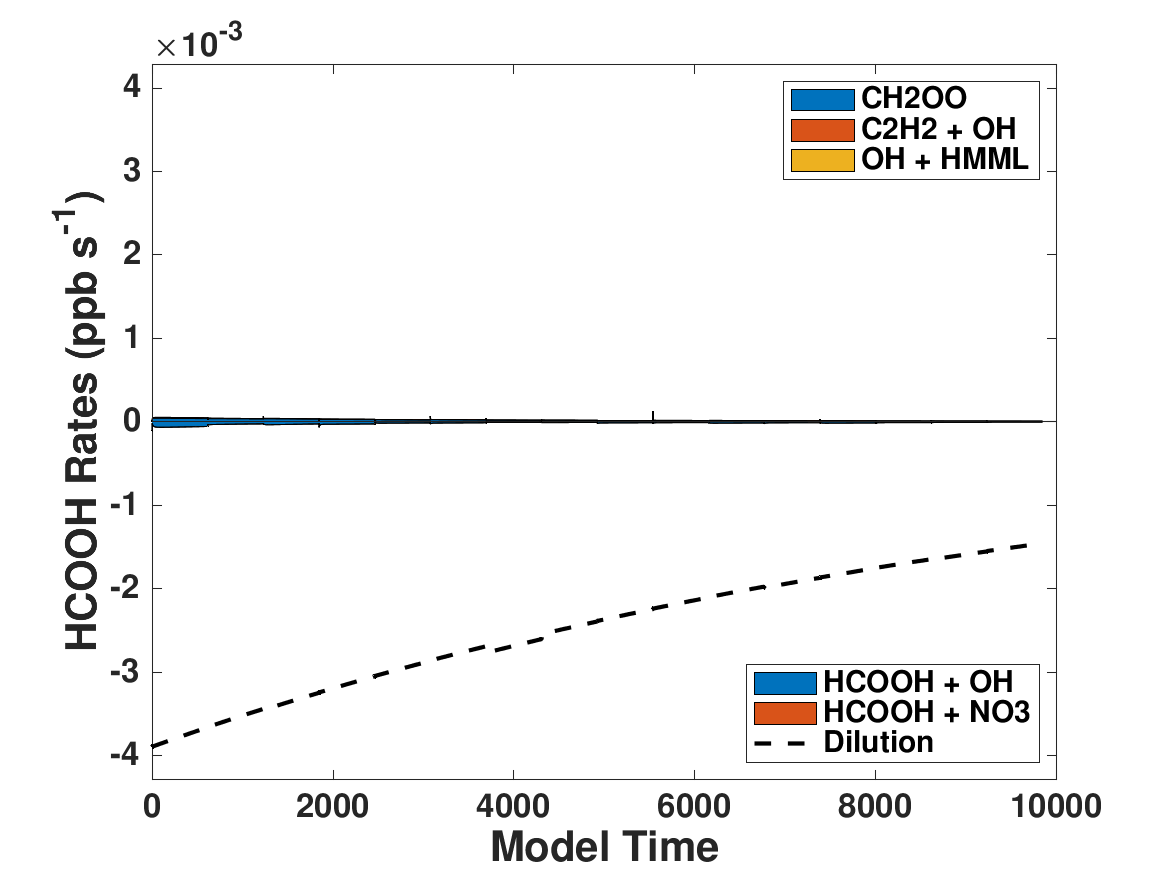 ×10-3
4
3
2
1
0
-1
-2
-3
-4
HCOOH Rates (ppb s-1)
CH2OO
C2H2 + OH
OH + HMML
HCOOH + OH
HCOOH + NO3
Dilution
0 2000 4000 6000 8000 10000
Model Time